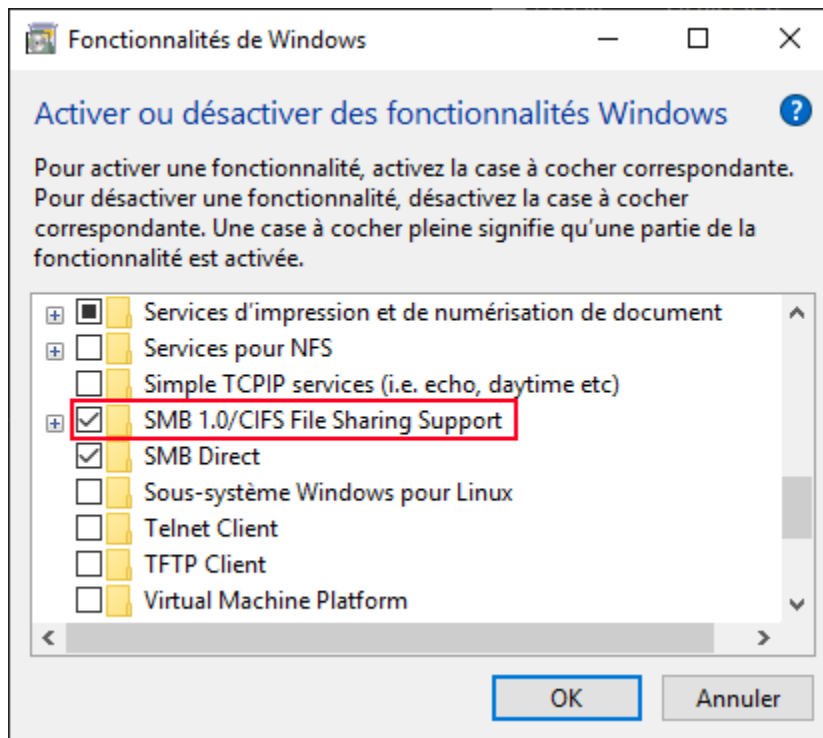 Fonctionnalités de Windows
Activer ou désactiver des fonctionnalités Windows
Pour activer une fonctionnalité, activez la case à cocher correspondante.
Pour désactiver une fonctionnalité, désactivez la case à cocher
correspondante. Une case à cocher pleine signifie qu'une partie de la
fonctionnalité est activée.
Services d'impression et de numérisation de document
Services pour NFS
Simple TCPIP services (i.e. echo, daytime etc)
SMB 1.0/CIFS File Sharing Support
SMB Direct
Sous-système Windows pour Linux
Telnet Client
TFTP Client
Virtual Machine Platform
OK
Annuler